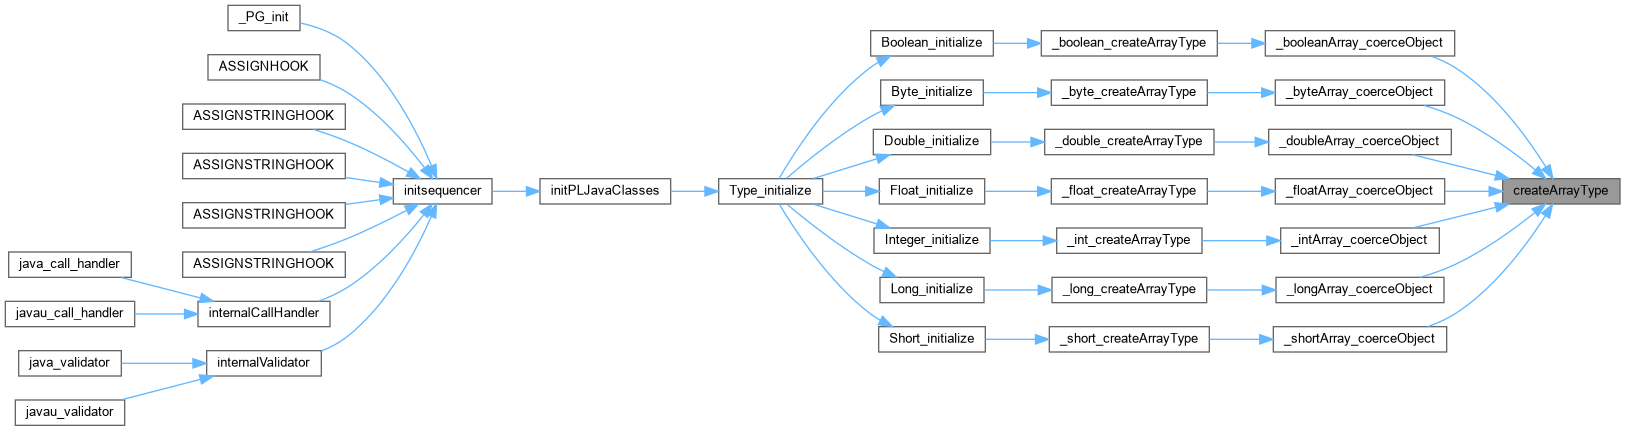 _PG_init
ASSIGNHOOK
ASSIGNSTRINGHOOK
ASSIGNSTRINGHOOK
ASSIGNSTRINGHOOK
ASSIGNSTRINGHOOK
java_call_handler
javau_call_handler
internalCallHandler
java_validator
internalValidator
javau_validator
initsequencer
initPLJavaClasses
Type_initialize
Boolean_initialize
_boolean_createArrayType
_booleanArray_coerceObject
Byte_initialize
_byte_createArrayType
_byteArray_coerceObject
Double_initialize
_double_createArrayType
_doubleArray_coerceObject
Float_initialize
_float_createArrayType
_floatArray_coerceObject
Integer_initialize
_int_createArrayType
_intArray_coerceObject
Long_initialize
_long_createArrayType
_longArray_coerceObject
Short_initialize
_short_createArrayType
_shortArray_coerceObject
createArrayType